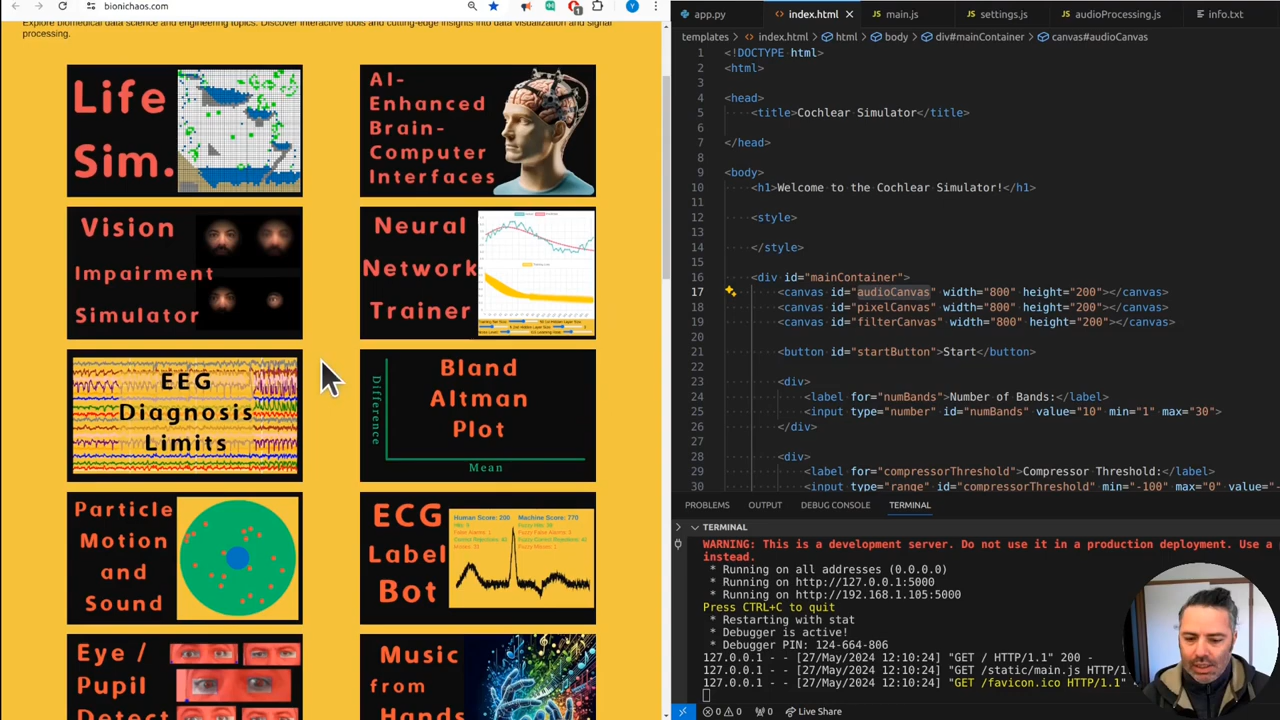 bionichaos.com
Explore biomedical data science and engineering topics. Discover interactive tools and cutting-edge insights into data visualization and signal
processing.
Life
Sim.
AI-
Enhanced
Brain-
Computer
Interfaces
Vision
Impairment
Simulator
Neural
Network
Trainer
EEG
Diagnosis
Limits
Difference
Bland
Altman
Plot
Mean
Particle
Motion
and
Sound
ECG
Label
Bot
Human Score: 200
Machine Score: 770
Eye /
Pupil
Detect
Music
from
Hands
app.py
index.html
main.js
settings.js
audioProcessing.js
info.txt
templates > index.html > html > body > div#mainContainer > canvas#audioCanvas
1 <!DOCTYPE html>
2 <html>
3
4 <head>
5 <title>Cochlear Simulator</title>
6
7 </head>
8
9 <body>
10 <h1>Welcome to the Cochlear Simulator!</h1>
11
12 <style>
13
14 </style>
15
16 <div id="mainContainer">
17 <canvas id="audioCanvas" width="800" height="200"></canvas>
18 <canvas id="pixelCanvas" width="800" height="200"></canvas>
19 <canvas id="filterCanvas" width="800" height="200"></canvas>
20
21 <button id="startButton">Start</button>
22
23 <div>
24 <label for="numBands">Number of Bands:</label>
25 <input type="number" id="numBands" value="10" min="1" max="30">
26 </div>
27
28 <div>
29 <label for="compressorThreshold">Compressor Threshold:</label>
30 <input type="range" id="compressorThreshold" min="-100" max="0" value="-
PROBLEMS OUTPUT DEBUG CONSOLE TERMINAL
TERMINAL
WARNING: This is a development server. Do not use it in a production deployment. Use a
instead.
* Running on all addresses (0.0.0.0)
* Running on http://127.0.0.1:5000
* Running on http://192.168.1.105:5000
Press CTRL+C to quit
* Restarting with stat
* Debugger is active!
* Debugger PIN: 124-664-806
127.0.0.1 - - [27/May/2024 12:10:24] "GET / HTTP/1.1" 200 -
127.0.0.1 - - [27/May/2024 12:10:24] "GET /static/main.js HTTP/1
127.0.0.1 - - [27/May/2024 12:10:24] "GET /favicon.ico HTTP/1.1"
0 0 0 Live Share